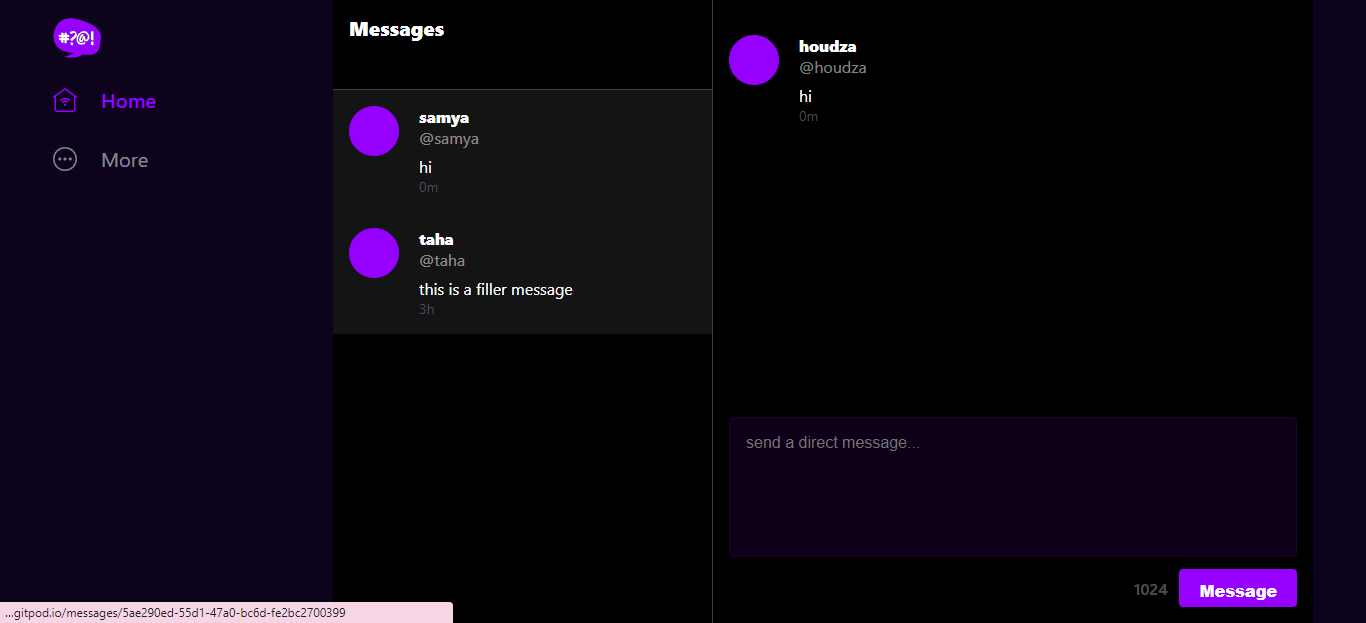 #?@!
Home
More
Messages
samya
@samya
hi
0m
taha
@taha
this is a filler message
3h
houdza
@houdza
hi
0m
send a direct message...
1024
Message
...gitpod.io/messages/5ae290ed-55d1-47a0-bc6d-fe2bc2700399